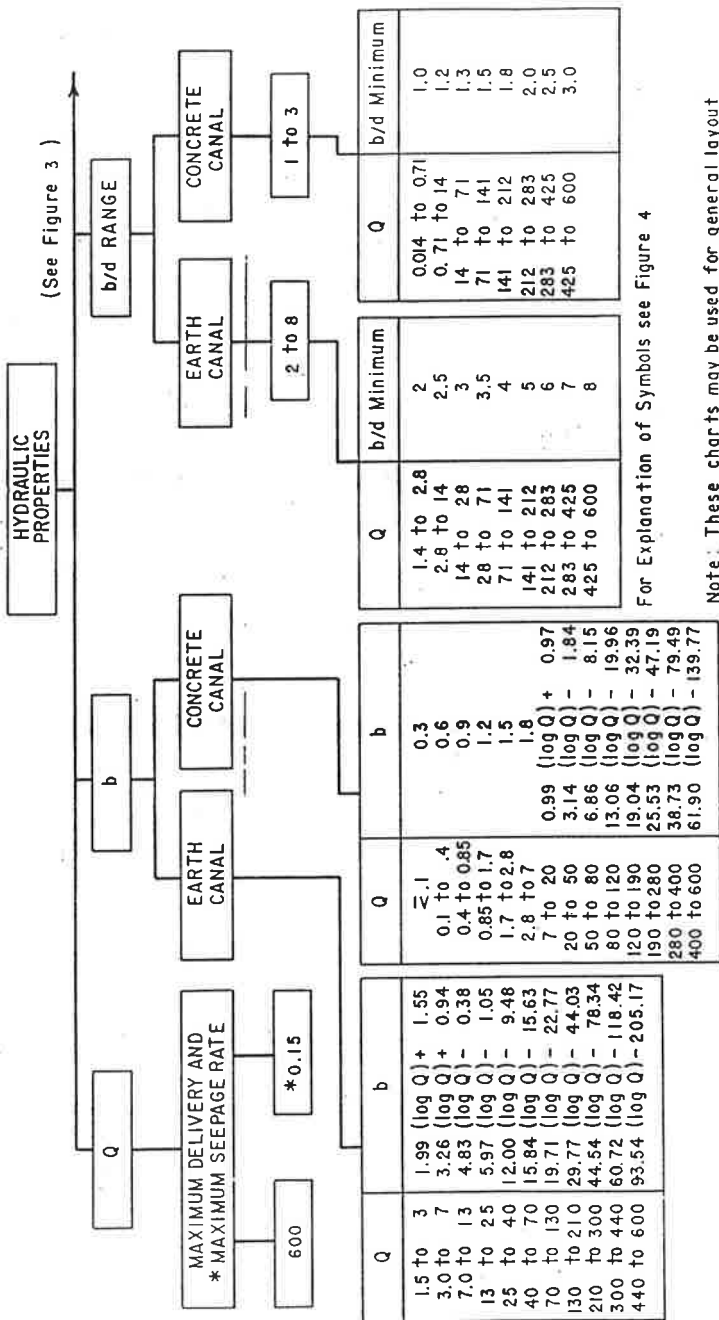 HYDRAULIC
PROPERTIES
(See Figure 3 )
Q
b
b/d RANGE
MAXIMUM DELIVERY AND
* MAXIMUM SEEPAGE RATE
600
*0.15
EARTH
CANAL
CONCRETE
CANAL
EARTH
CANAL
CONCRETE
CANAL
2 to 8
1 to 3
Q b
1.5 to 3 1.99 (log Q) + 1.55
3.0 to 7 3.26 (log Q) + 0.94
7.0 to 13 4.83 (log Q) - 0.38
13 to 25 5.97 (log Q) - 1.05
25 to 40 12.00 (log Q) - 9.48
40 to 70 15.84 (log Q) - 15.63
70 to 130 19.71 (log Q) - 22.77
130 to 210 29.77 (log Q) - 44.03
210 to 300 44.54 (log Q) - 78.34
300 to 440 60.72 (log Q) - 118.42
440 to 600 93.54 (log Q) - 205.17
Q b
≤ .1 0.3
0.1 to .4 0.6
0.4 to 0.85 0.9
0.85 to 1.7 1.2
1.7 to 2.8 1.5
2.8 to 7 1.8
7 to 20 0.99 (log Q) + 0.97
20 to 50 3.14 (log Q) - 1.84
50 to 80 6.86 (log Q) - 8.15
80 to 120 13.06 (log Q) - 19.96
120 to 190 19.04 (log Q) - 32.39
190 to 280 25.53 (log Q) - 47.19
280 to 400 38.73 (log Q) - 79.49
400 to 600 61.90 (log Q) - 139.77
Q b/d Minimum
1.4 to 2.8 2
2.8 to 14 2.5
14 to 28 3
28 to 71 3.5
71 to 141 4
141 to 212 5
212 to 283 6
283 to 425 7
425 to 600 8
Q b/d Minimum
0.014 to 0.71 1.0
0.71 to 14 1.2
14 to 71 1.3
71 to 141 1.5
141 to 212 1.8
212 to 283 2.0
283 to 425 2.5
425 to 600 3.0
For Explanation of Symbols see Figure 4
Note: These charts may be used for general layout